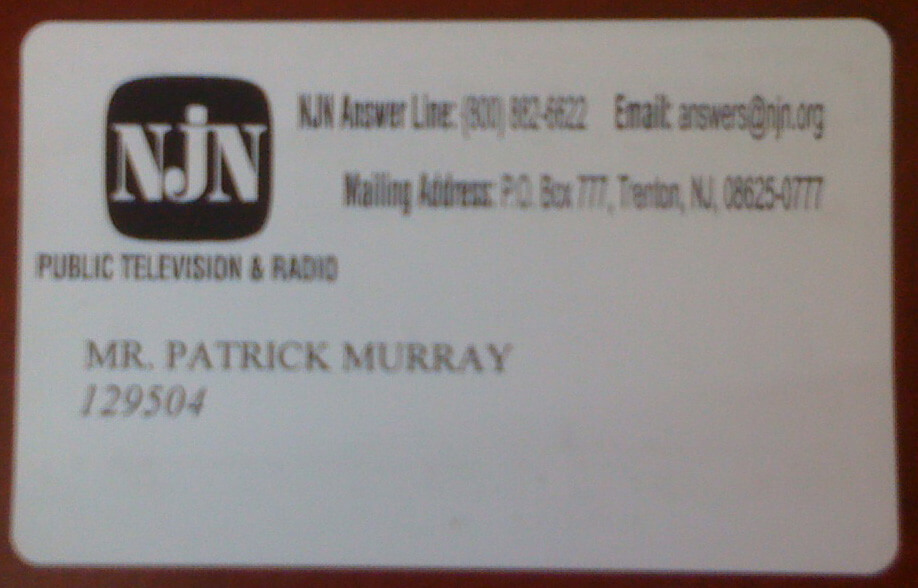 NJN
NJN Answer Line: (800) 882-6622 Email: answers@njn.org
Mailing Address: P.O. Box 777, Trenton, NJ, 08625-0777
PUBLIC TELEVISION & RADIO
MR. PATRICK MURRAY
129504